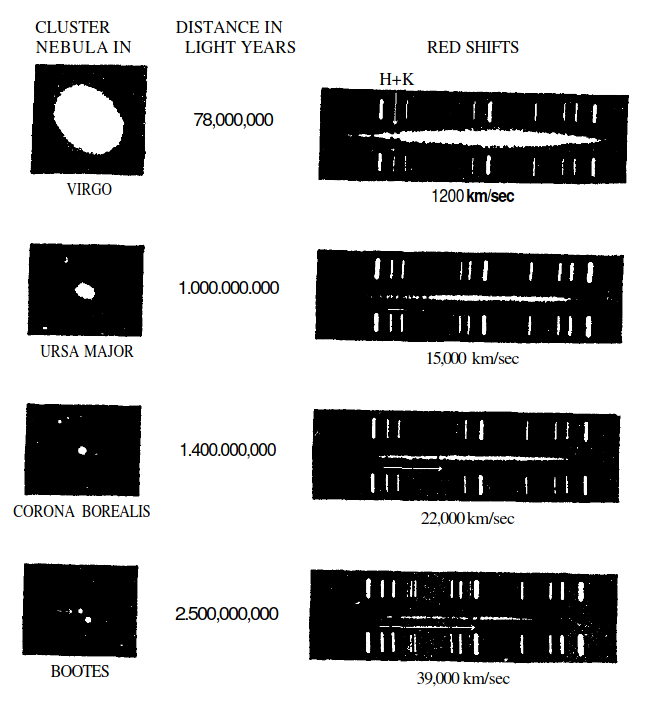 CLUSTER NEBULA IN
DISTANCE IN LIGHT YEARS
RED SHIFTS
H+K
78,000,000
VIRGO
1200 km/sec
1.000.000.000
URSA MAJOR
15,000 km/sec
1.400.000,000
CORONA BOREALIS
22,000 km/sec
2.500,000,000
BOOTES
39,000 km/sec